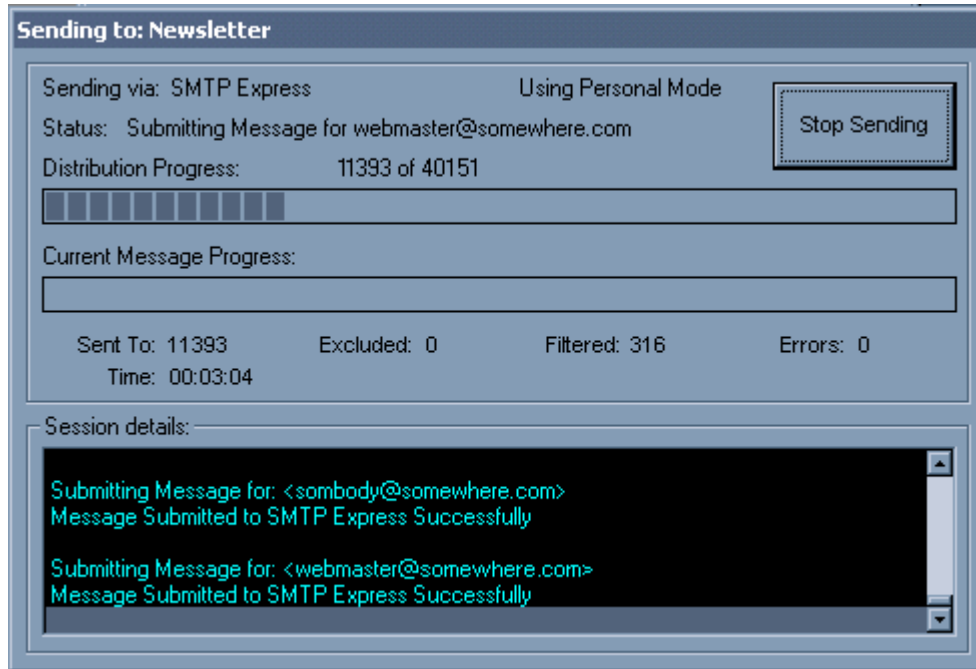 Sending to: Newsletter
Sending via: SMTP Express Using Personal Mode
Stop Sending
Status: Submitting Message for webmaster@somewhere.com
Distribution Progress: 11393 of 40151
Current Message Progress:
Sent To: 11393 Excluded: 0 Filtered: 316 Errors: 0
Time: 00:03:04
Session details:
Submitting Message for: <sombody@somewhere.com>
Message Submitted to SMTP Express Successfully
Submitting Message for: <webmaster@somewhere.com>
Message Submitted to SMTP Express Successfully